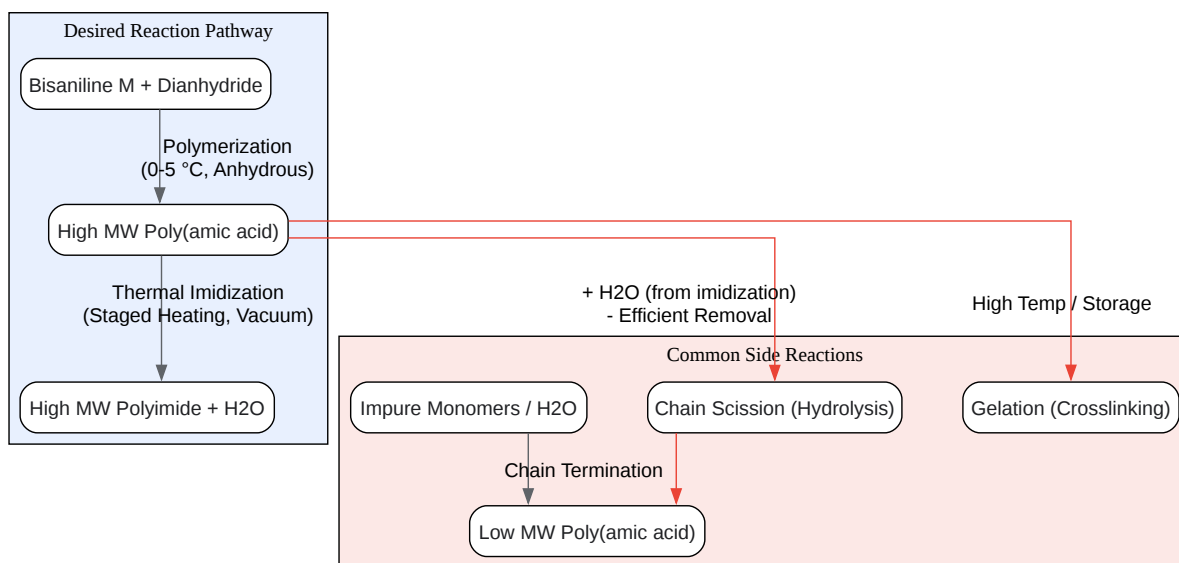 Desired Reaction Pathway
Bisaniline M + Dianhydride
Polymerization
(0-5 °C, Anhydrous)
High MW Poly(amic acid)
Thermal Imidization
(Staged Heating, Vacuum)
+ H2O (from imidization)
- Efficient Removal
High Temp / Storage
Common Side Reactions
High MW Polyimide + H2O
Impure Monomers / H2O
Chain Scission (Hydrolysis)
Gelation (Crosslinking)
Chain Termination
Low MW Poly(amic acid)